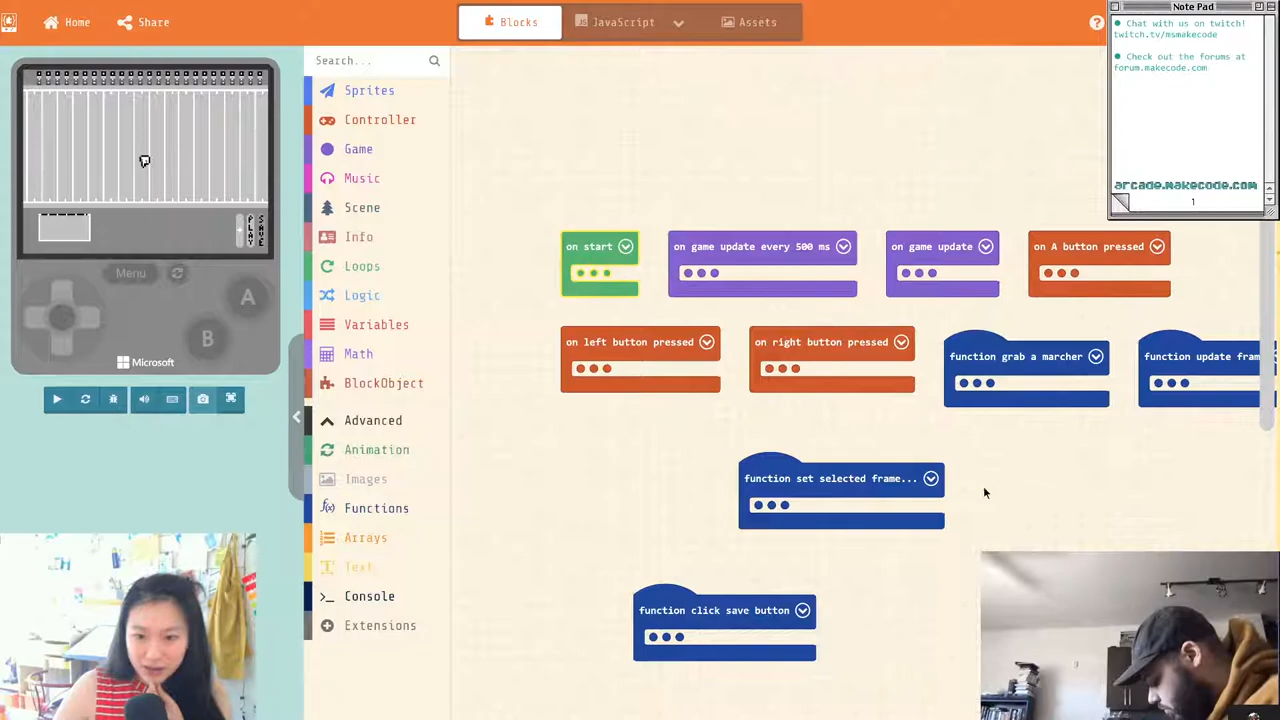 Home
Share
Blocks
JavaScript
Assets
?
Note Pad
Chat with us on twitch!
twitch.tv/msmakecode
Check out the forums at
forum.makecode.com
arcade.makecode.com
1
PLAY
SAVE
Menu
A
B
Microsoft
Search...
Sprites
Controller
Game
Music
Scene
Info
Loops
Logic
Variables
Math
BlockObject
Advanced
Animation
Images
Functions
Arrays
Text
Console
Extensions
on start
on game update every 500 ms
on game update
on A button pressed
on left button pressed
on right button pressed
function grab a marcher
function update fram
function set selected frame...
function click save button